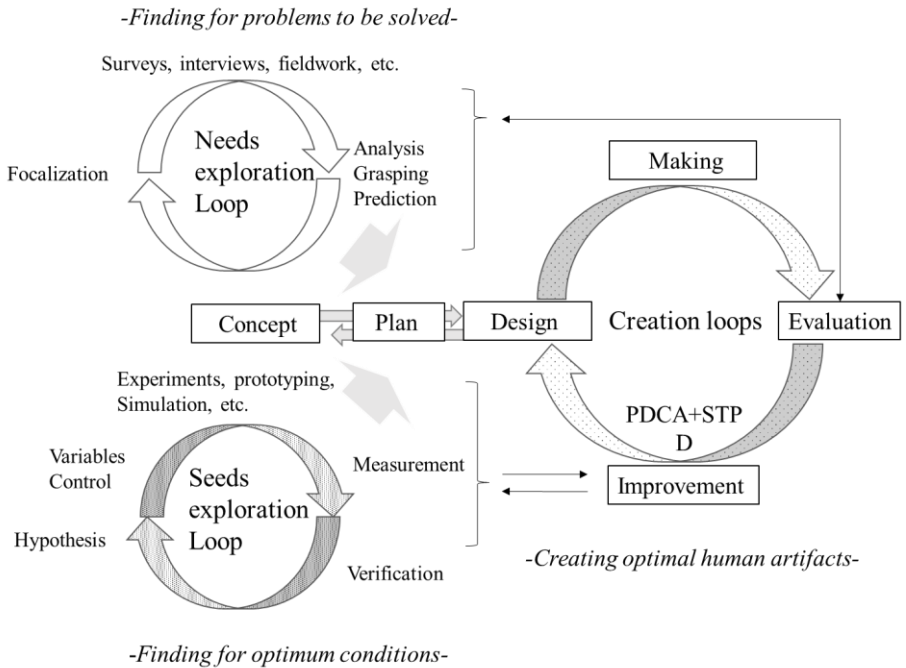 -Finding for problems to be solved-
Surveys, interviews, fieldwork, etc.
Needs
exploration
Loop
Focalization
Analysis
Grasping
Prediction
Making
Concept
Plan
Design
Creation loops
Evaluation
PDCA+STP
D
Improvement
Experiments, prototyping,
Simulation, etc.
Variables
Control
Seeds
exploration
Loop
Measurement
Hypothesis
Verification
-Creating optimal human artifacts-
-Finding for optimum conditions-